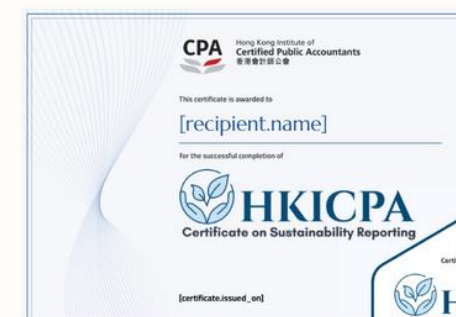 CPA
Hong Kong Institute of
Certified Public Accountants
香港會計師公會
This certificate is awarded to
[recipient.name]
for the successful completion of
HKICPA
Certificate on Sustainability Reporting
Certi
H
[certificate.issued_on]